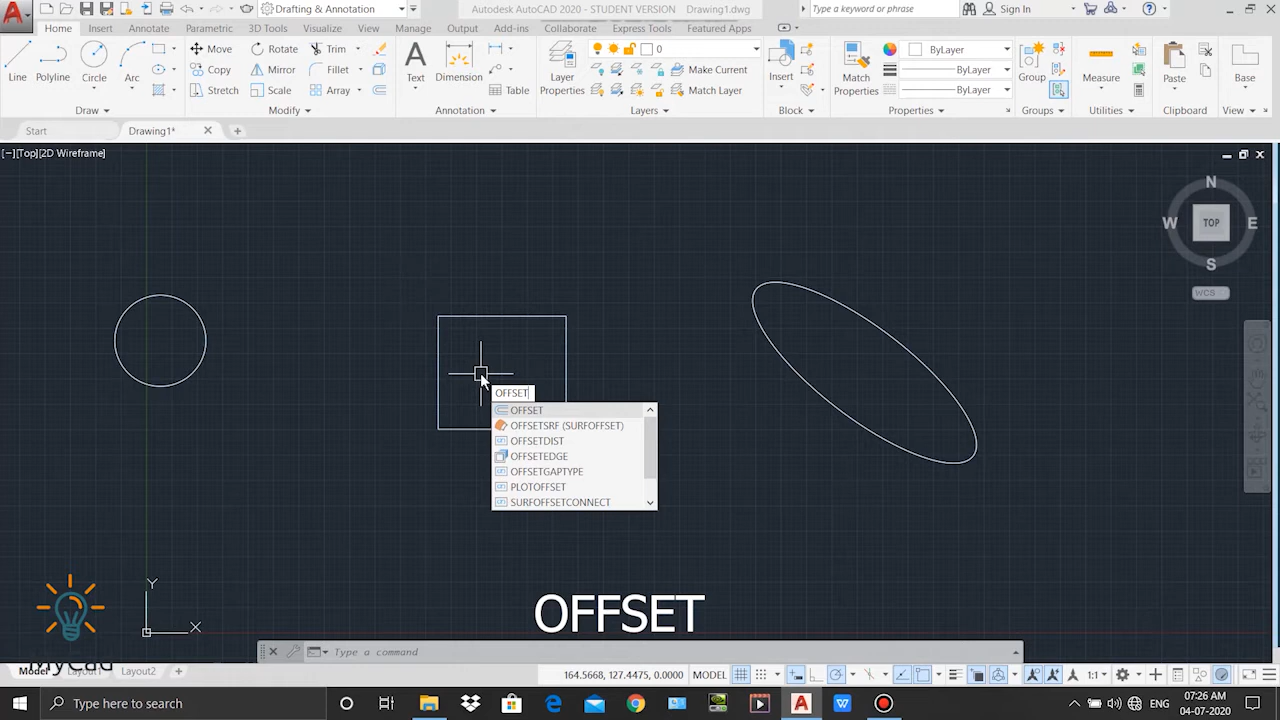 Drafting & Annotation
Autodesk AutoCAD 2020 - STUDENT VERSION Drawing1.dwg
Type a keyword or phrase
Sign In
Home Insert Annotate Parametric 3D Tools Visualize View Manage Output Add-ins Collaborate Express Tools Featured Apps
Line Polyline Circle Arc
Move Rotate Trim
Copy Mirror Fillet
Stretch Scale Array
Text Dimension Table
Layer Properties
0
Make Current
Match Layer
Insert
Match Properties
ByLayer
ByLayer
ByLayer
Group Measure Paste Base
Draw Modify Annotation Layers Block Properties Groups Utilities Clipboard View
Start Drawing1*
[−][Top][2D Wireframe]
N
W TOP E
S
WCS
OFFSET
OFFSET
OFFSETSRF (SURFOFFSET)
OFFSETDIST
OFFSETEDGE
OFFSETGAPTYPE
PLOTOFFSET
SURFOFFSETCONNECT
Y
X
OFFSET
MyCad
Type a command
Model Layout1 Layout2
164.5668, 127.4475, 0.0000 MODEL
1:1
Type here to search
ENG
07:26 AM
04-07-2020